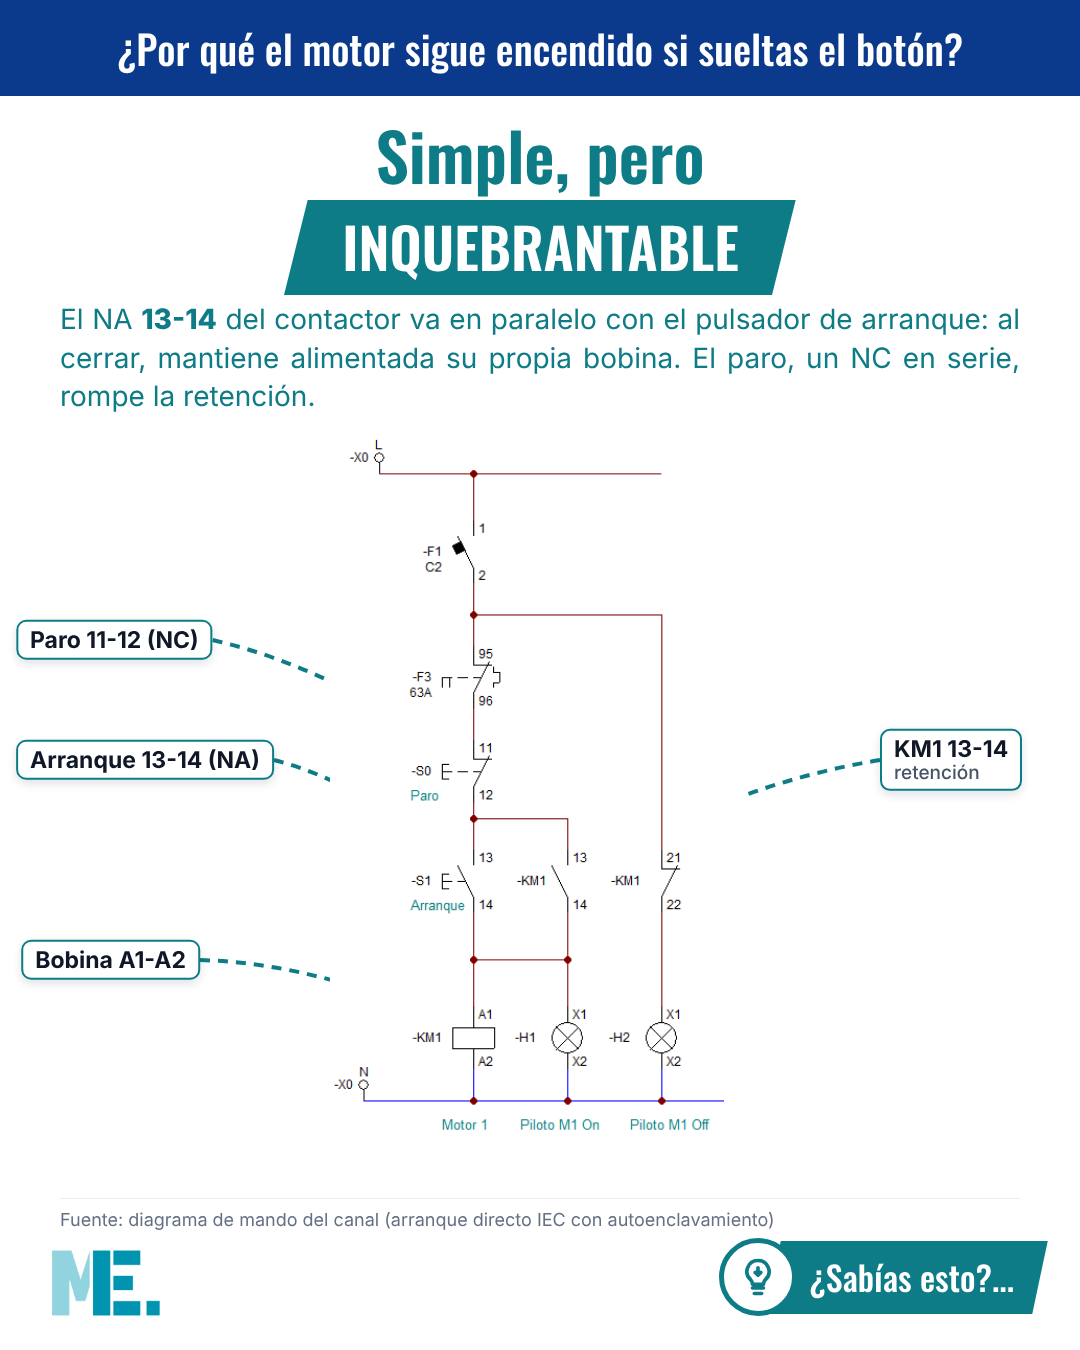 ¿Por qué el motor sigue encendido si sueltas el botón?
Simple, pero
INQUEBRANTABLE
El NA 13-14 del contactor va en paralelo con el pulsador de arranque: al
cerrar, mantiene alimentada su propia bobina. El paro, un NC en serie,
rompe la retención.
L
-X0
1
-F1
C2
2
Paro 11-12 (NC)
95
-F3
63A
96
Arranque 13-14 (NA)
11
-S0
Paro
12
KM1 13-14
retención
13
13
21
-S1
-KM1
-KM1
Arranque
14
14
22
Bobina A1-A2
A1
X1
X1
-KM1
-H1
-H2
A2
X2
X2
N
-X0
Motor 1
Piloto M1 On
Piloto M1 Off
Fuente: diagrama de mando del canal (arranque directo IEC con autoenclavamiento)
ME.
¿Sabías esto?...